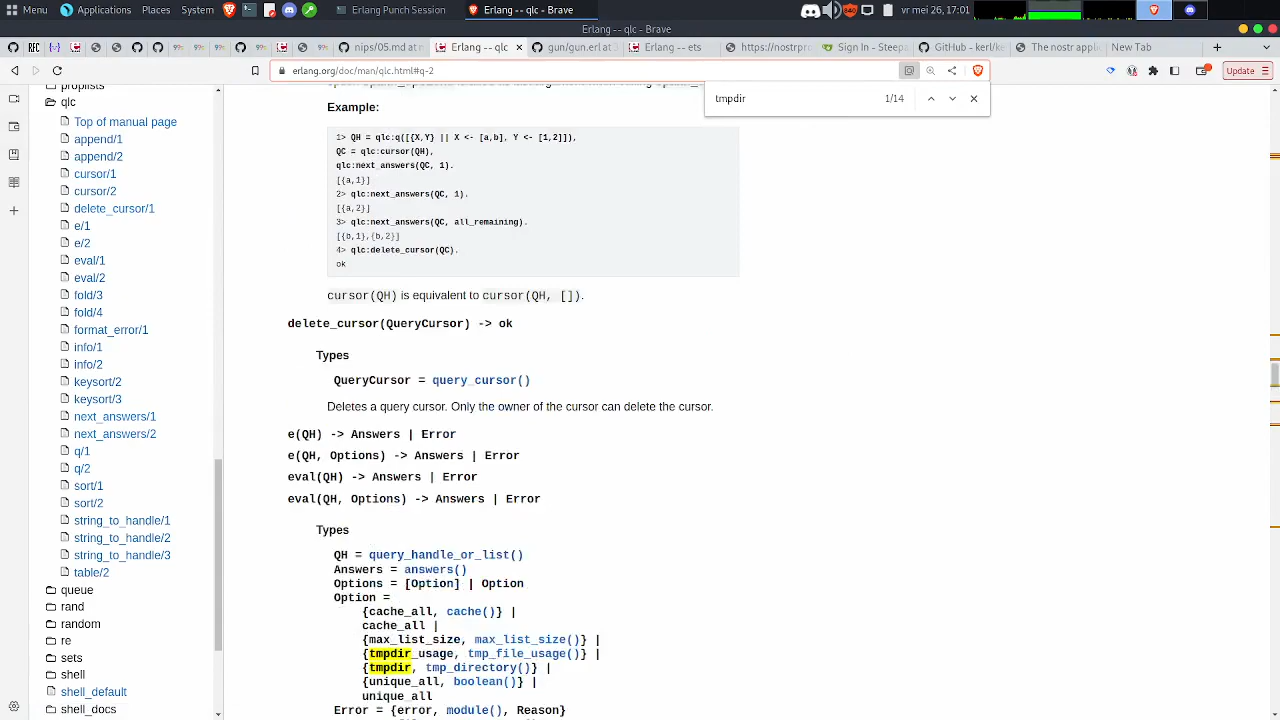 Menu Applications Places System Erlang Punch Session Erlang -- qlc - Brave 26, 17:01
Erlang -- qlc - Brave
nips/05.md at Erlang -- qlc gun/gun.erl at Erlang -- ets https://nostrpro Sign In - Steepa GitHub - kerl/ke The nostr appl New Tab
erlang.org/doc/man/qlc.html#q-2 Update
tmpdir 1/14
proplists
qlc
Top of manual page
append/1
append/2
cursor/1
cursor/2
delete_cursor/1
e/1
e/2
eval/1
eval/2
fold/3
fold/4
format_error/1
info/1
info/2
keysort/2
keysort/3
next_answers/1
next_answers/2
q/1
q/2
sort/1
sort/2
string_to_handle/1
string_to_handle/2
string_to_handle/3
table/2
queue
rand
random
re
sets
shell
shell_default
shell_docs
Example:
1> QH = qlc:q([{X,Y} || X <- [a,b], Y <- [1,2]]),
QC = qlc:cursor(QH),
qlc:next_answers(QC, 1).
[{a,1}]
2> qlc:next_answers(QC, 1).
[{a,2}]
3> qlc:next_answers(QC, all_remaining).
[{b,1},{b,2}]
4> qlc:delete_cursor(QC).
ok
cursor(QH) is equivalent to cursor(QH, []).
delete_cursor(QueryCursor) -> ok
Types
QueryCursor = query_cursor()
Deletes a query cursor. Only the owner of the cursor can delete the cursor.
e(QH) -> Answers | Error
e(QH, Options) -> Answers | Error
eval(QH) -> Answers | Error
eval(QH, Options) -> Answers | Error
Types
QH = query_handle_or_list()
Answers = answers()
Options = [Option] | Option
Option =
{cache_all, cache()} |
cache_all |
{max_list_size, max_list_size()} |
{tmpdir_usage, tmp_file_usage()} |
{tmpdir, tmp_directory()} |
{unique_all, boolean()} |
unique_all
Error = {error, module(), Reason}